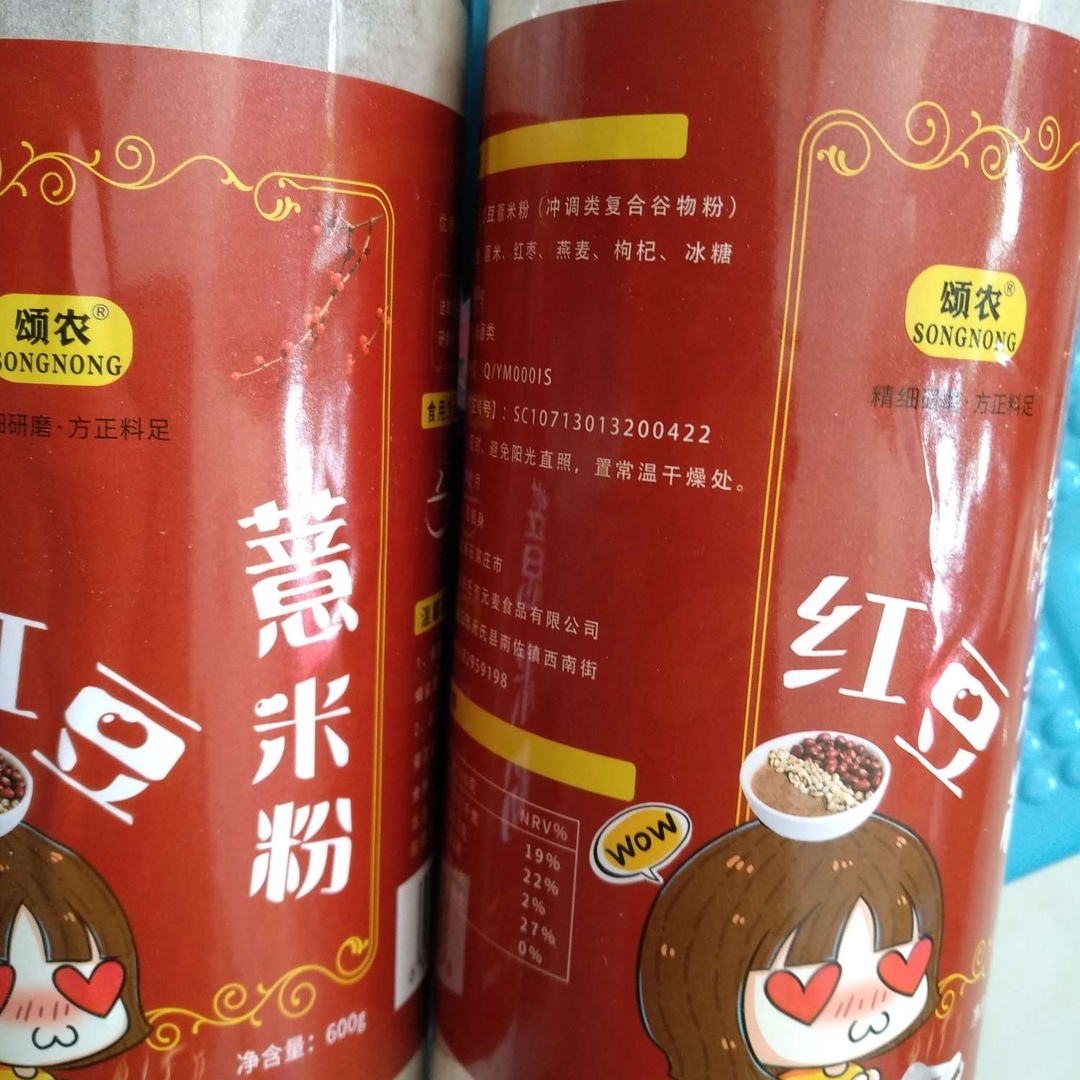 颂农®
SONGNONG
研磨·方正料足
薏米粉
豆
净含量：600g
豆薏米粉（冲调类复合谷物粉）
薏米、红枣、燕麦、枸杞、冰糖
Q/YM0001S
SC10713013200422
避免阳光直照，置常温干燥处。
石家庄市
元麦食品有限公司
元氏县南佐镇西南街
2959198
NRV%
19%
22%
2%
27%
0%
颂农®
SONGNONG
精细研磨·方正料足
红豆
WOW